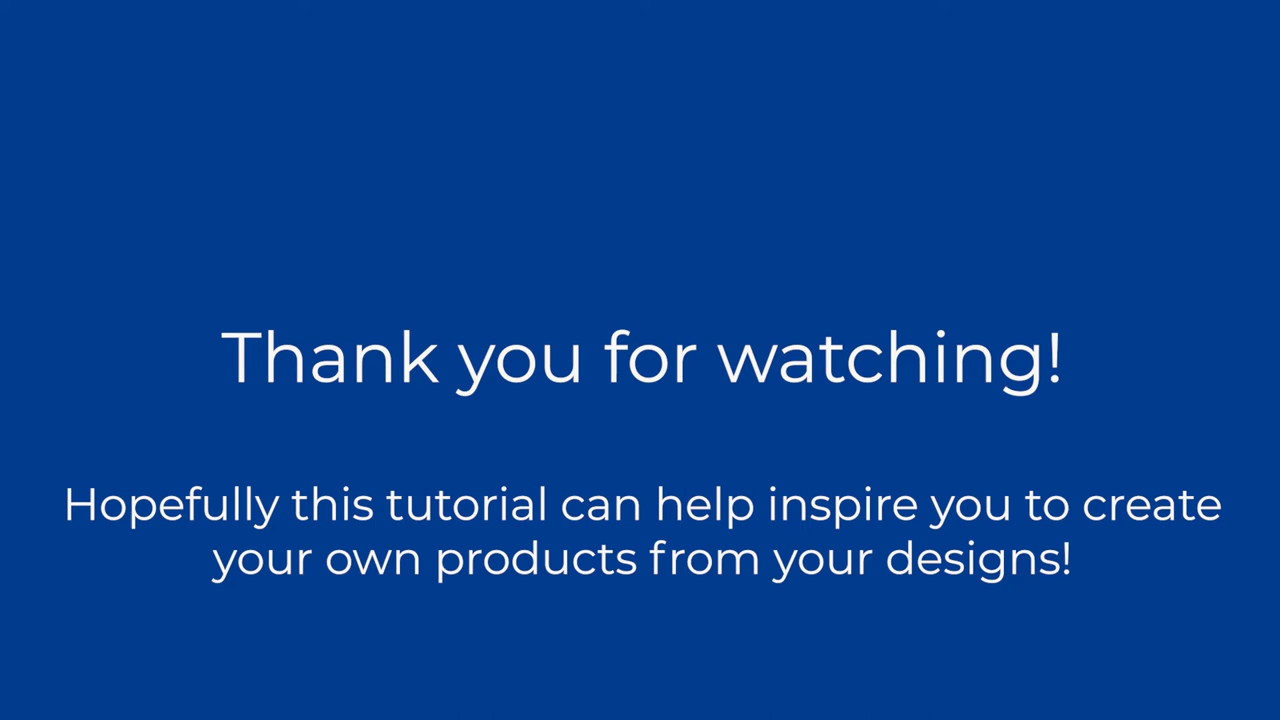 Thank you for watching!
Hopefully this tutorial can help inspire you to create
your own products from your designs!